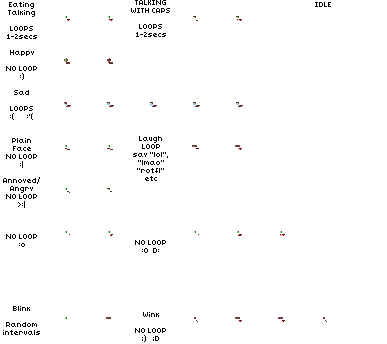 Eating
Talking
LOOPS
1-2secs
TALKING
WITH CAPS
LOOPS
1-2secs
IDLE
Happy
NO LOOP
:)
Sad
LOOPS
:( :'(
Plain
Face
NO LOOP
:|
Laugh
LOOP
say "lol",
"lmao"
"rotfl"
etc
Annoyed/
Angry
NO LOOP
>:|
NO LOOP
:o
NO LOOP
:O D:
Blink
Random
intervals
Wink
NO LOOP
;) ;D